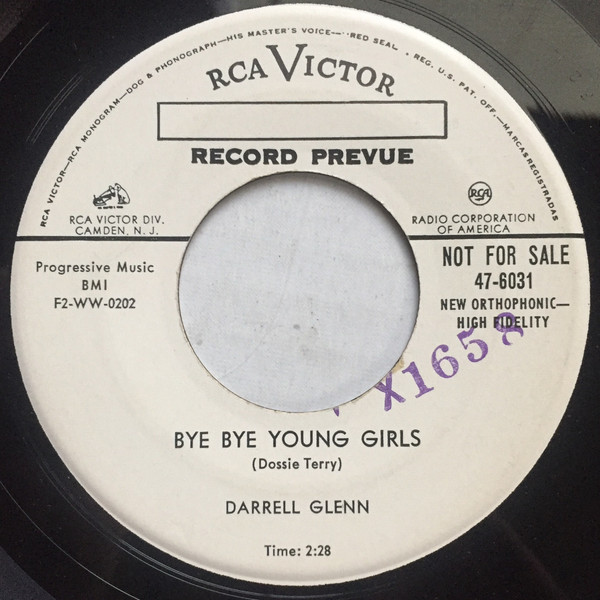 RCA VICTOR—RCA MONOGRAM—DOG & PHONOGRAPH—HIS MASTER'S VOICE—"RED SEAL" • REG. U.S. PAT. OFF.—MARCAS REGISTRADAS
RCA VICTOR
RECORD PREVUE
RCA
RCA VICTOR DIV.
CAMDEN, N. J.
RADIO CORPORATION
OF AMERICA
Progressive Music
BMI
F2-WW-0202
NOT FOR SALE
47-6031
NEW ORTHOPHONIC—
HIGH FIDELITY
X1658
BYE BYE YOUNG GIRLS
(Dossie Terry)
DARRELL GLENN
Time: 2:28